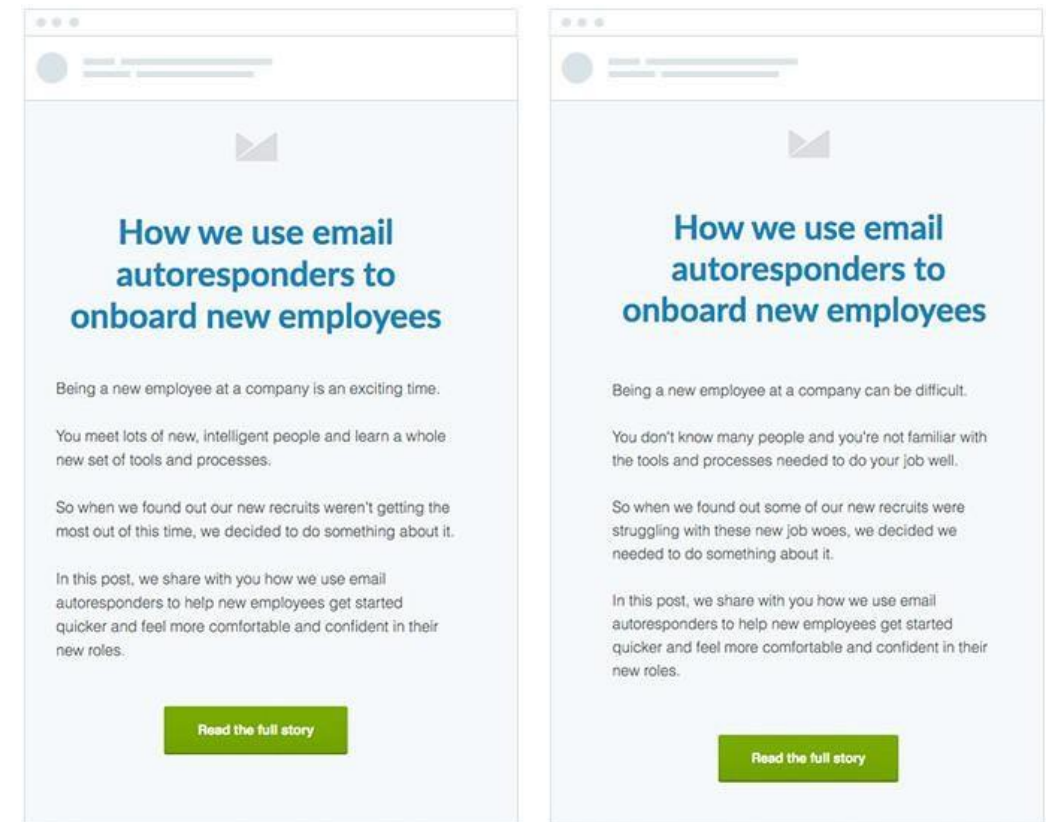 How we use email
autoresponders to
onboard new employees
Being a new employee at a company is an exciting time.
You meet lots of new, intelligent people and learn a whole
new set of tools and processes.
So when we found out our new recruits weren't getting the
most out of this time, we decided to do something about it.
In this post, we share with you how we use email
autoresponders to help new employees get started
quicker and feel more comfortable and confident in their
new roles.
Read the full story
How we use email
autoresponders to
onboard new employees
Being a new employee at a company can be difficult.
You don't know many people and you're not familiar with
the tools and processes needed to do your job well.
So when we found out some of our new recruits were
struggling with these new job woes, we decided we
needed to do something about it.
In this post, we share with you how we use email
autoresponders to help new employees get started
quicker and feel more comfortable and confident in their
new roles.
Read the full story